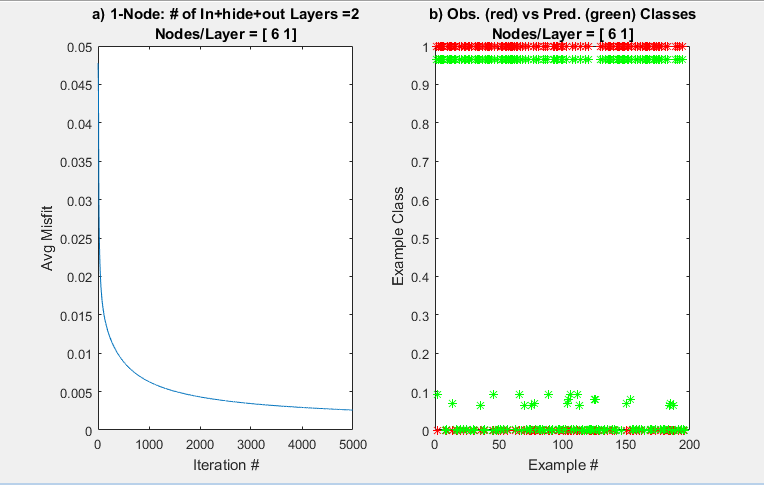 a) 1-Node: # of In+hide+out Layers =2
Nodes/Layer = [ 6 1]
0.05
0.045
0.04
0.035
0.03
0.025
0.02
0.015
0.01
0.005
0
Avg Misfit
0 1000 2000 3000 4000 5000
Iteration #
b) Obs. (red) vs Pred. (green) Classes
Nodes/Layer = [ 6 1]
1
0.9
0.8
0.7
0.6
0.5
0.4
0.3
0.2
0.1
0
Example Class
0 50 100 150 200
Example #